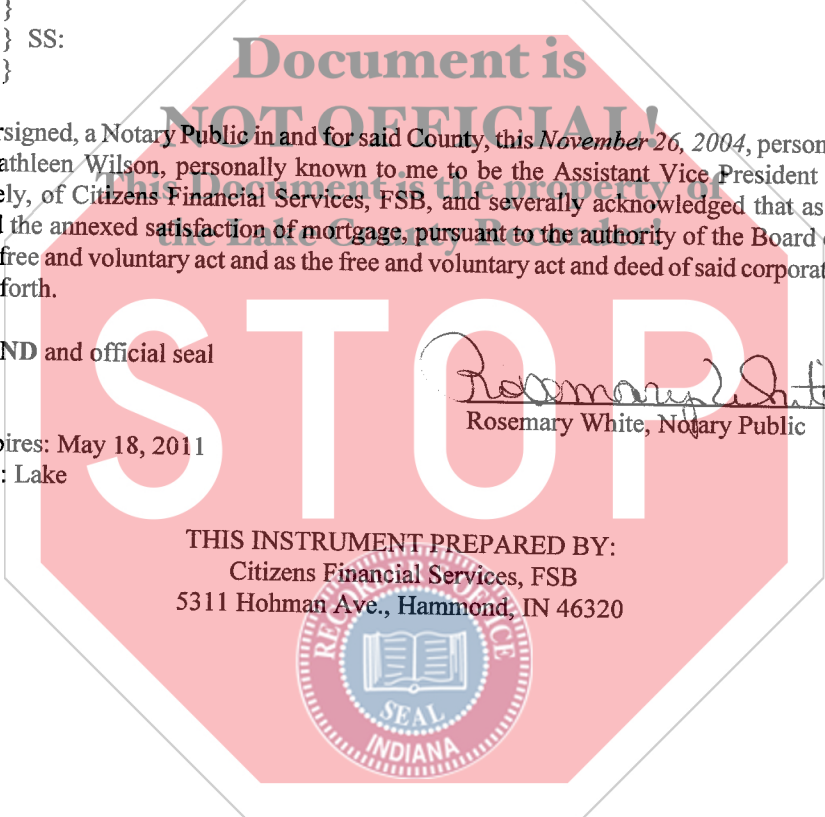 }
} SS:
}
Document is
NOT OFFICIAL!
This Document is the property of
the Lake County Recorder!
rsigned, a Notary Public in and for said County, this November 26, 2004, person
athleen Wilson, personally known to me to be the Assistant Vice President
ely, of Citizens Financial Services, FSB, and severally acknowledged that as
the annexed satisfaction of mortgage, pursuant to the authority of the Board
free and voluntary act and as the free and voluntary act and deed of said corporat
forth.
ND and official seal
Rosemary White
Rosemary White, Notary Public
pires: May 18, 2011
: Lake
STOP
THIS INSTRUMENT PREPARED BY:
Citizens Financial Services, FSB
5311 Hohman Ave., Hammond, IN 46320
RECORDER'S OFFICE
SEAL
INDIANA